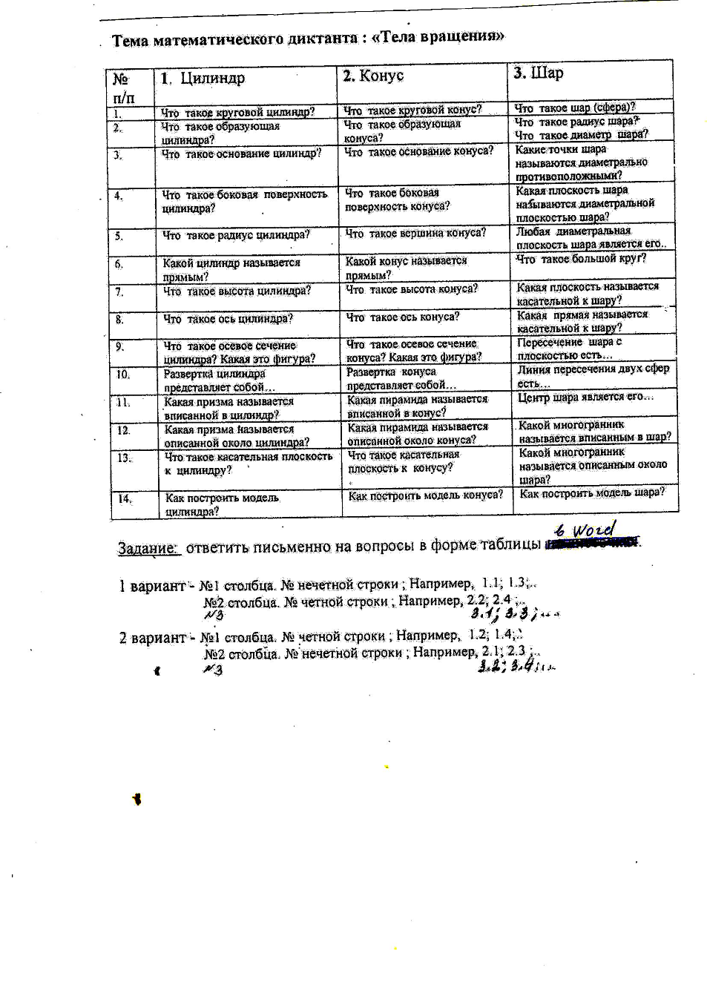 Тема математического диктанта : «Тела вращения»
№ п/п
1. Цилиндр
2. Конус
3. Шар
1.
Что такое круговой цилиндр?
Что такое круговой конус?
Что такое шар (сфера)?
2.
Что такое образующая
цилиндра?
Что такое образующая
конуса?
Что такое радиус шара?
Что такое диаметр шара?
3.
Что такое основание цилиндр?
Что такое основание конуса?
Какие точки шара
называются диаметрально
противоположными?
4.
Что такое боковая поверхность
цилиндра?
Что такое боковая
поверхность конуса?
Какая плоскость шара
называются диаметральной
плоскостью шара?
5.
Что такое радиус цилиндра?
Что такое вершина конуса?
Любая диаметральная
плоскость шара является его..
6.
Какой цилиндр называется
прямым?
Какой конус называется
прямым?
Что такое большой круг?
7.
Что такое высота цилиндра?
Что такое высота конуса?
Какая плоскость называется
касательной к шару?
8.
Что такое ось цилиндра?
Что такое ось конуса?
Какая прямая называется
касательной к шару?
9.
Что такое осевое сечение
цилиндра? Какая это фигура?
Что такое осевое сечение
конуса? Какая это фигура?
Пересечение шара с
плоскостью есть...
10.
Развертка цилиндра
представляет собой...
Развертка конуса
представляет собой...
Линия пересечения двух сфер
есть...
11.
Какая призма называется
вписанной в цилиндр?
Какая пирамида называется
вписанной в конус?
Центр шара является его...
12.
Какая призма называется
описанной около цилиндра?
Какая пирамида называется
описанной около конуса?
Какой многогранник
называется вписанным в шар?
13.
Что такое касательная плоскость
к цилиндру?
Что такое касательная
плоскость к конусу?
Какой многогранник
называется описанным около
шара?
14.
Как построить модель
цилиндра?
Как построить модель конуса?
Как построить модель шара?
в Word
Задание: ответить письменно на вопросы в форме таблицы
1 вариант - №1 столбца. № нечетной строки ; Например, 1.1; 1.3;..
№2 столбца. № четной строки ; Например, 2.2; 2.4 ;..
№3 3.1; 3.3; ...
2 вариант - №1 столбца. № четной строки ; Например, 1.2; 1.4;.
№2 столбца. № нечетной строки ; Например, 2.1; 2.3 ;..
№3 3.2; 3.4; ...